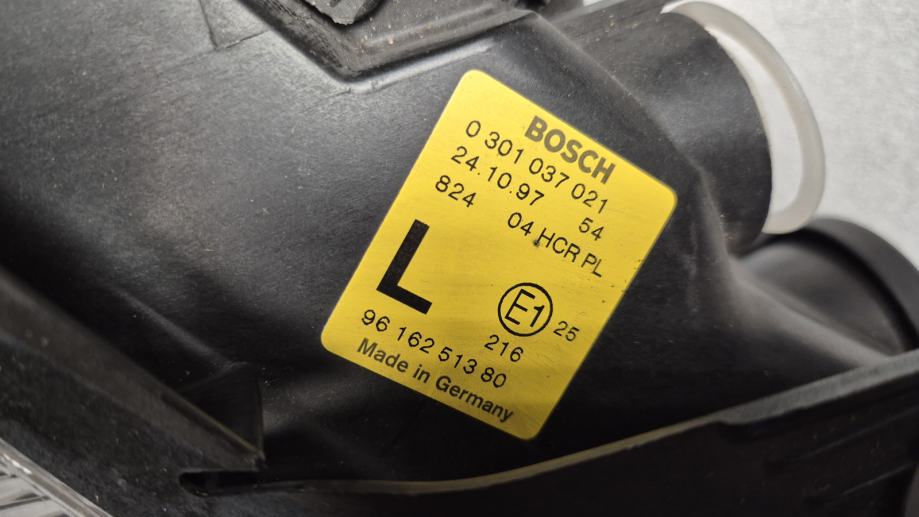 BOSCH
0 301 037 021
24.10.97 54
824 04 HCR PL
L E1 25
216
96 162 513 80
Made in Germany